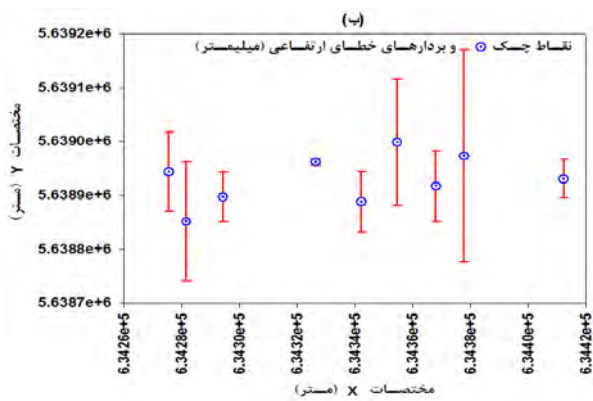 (ب)
نقاط چک و بردارهای خطای ارتفاعی (میلیمتر)
مختصات Y (متر)
5.6392e+6
5.6391e+6
5.6390e+6
5.6389e+6
5.6388e+6
5.6387e+6
6.3426e+5
6.3428e+5
6.3430e+5
6.3432e+5
6.3434e+5
6.3436e+5
6.3438e+5
6.3440e+5
6.3442e+5
مختصات X (متر)